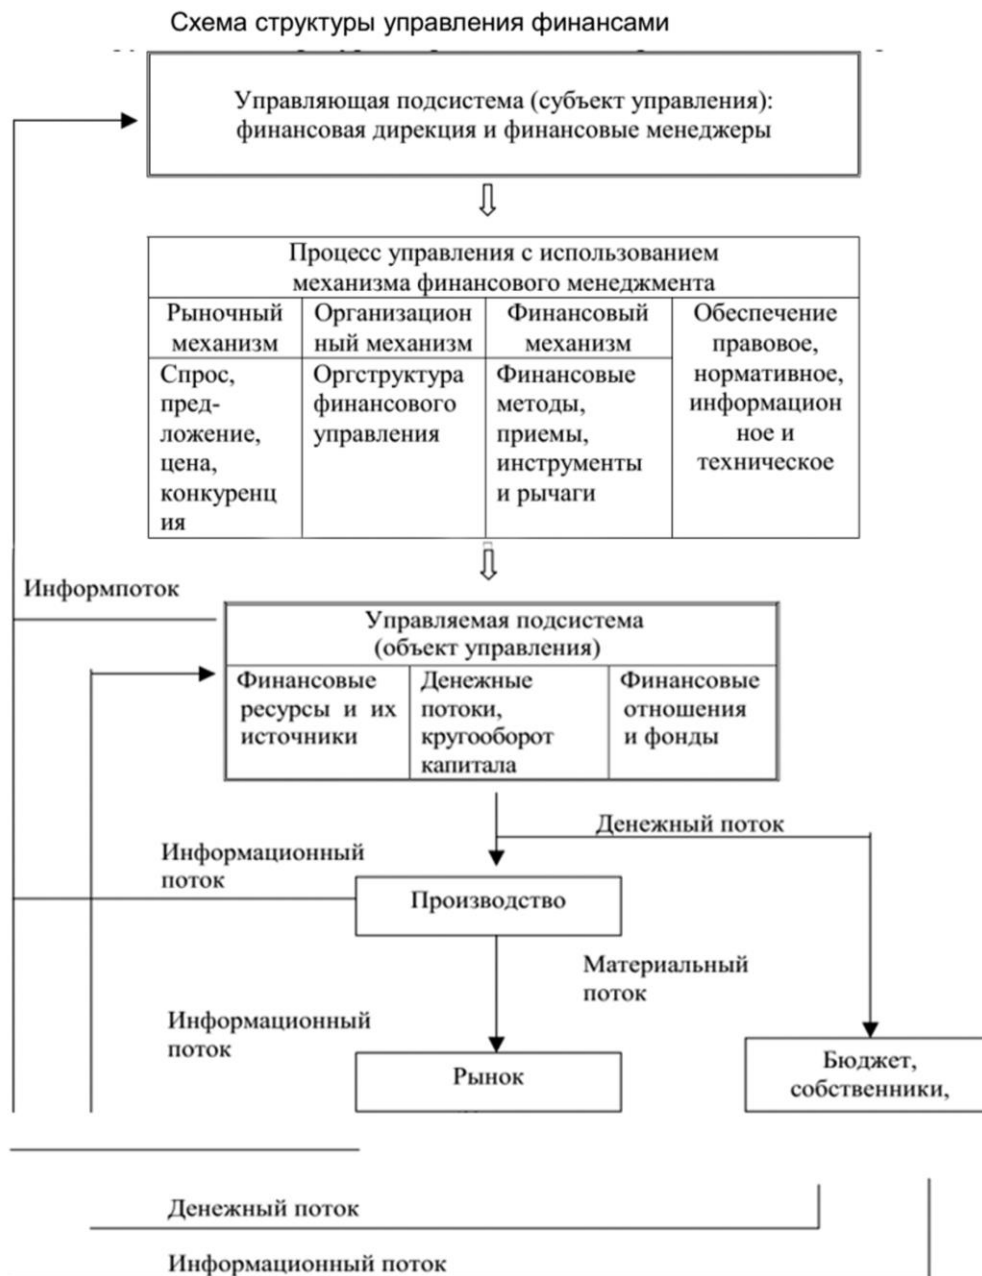 Схема структуры управления финансами
Управляющая подсистема (субъект управления):
финансовая дирекция и финансовые менеджеры
Процесс управления с использованием
механизма финансового менеджмента
Рыночный
механизм
Организацион
ный механизм
Финансовый
механизм
Обеспечение
правовое,
нормативное,
информацион
ное и
техническое
Спрос,
пред-
ложение,
цена,
конкуренц
ия
Оргструктура
финансового
управления
Финансовые
методы,
приемы,
инструменты
и рычаги
Информпоток
Управляемая подсистема
(объект управления)
Финансовые
ресурсы и их
источники
Денежные
потоки,
кругооборот
капитала
Финансовые
отношения
и фонды
Денежный поток
Информационный
поток
Производство
Материальный
поток
Информационный
поток
Рынок
Бюджет,
собственники,
Денежный поток
Информационный поток